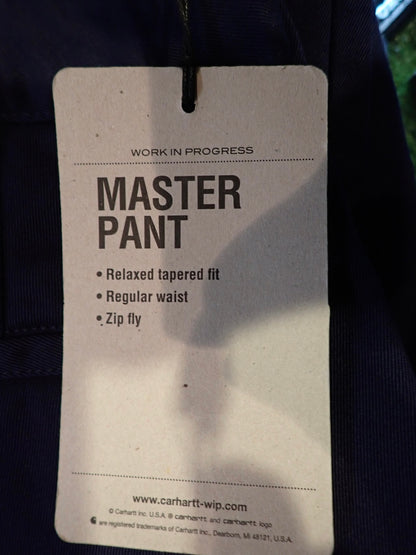 WORK IN PROGRESS
MASTER
PANT
• Relaxed tapered fit
• Regular waist
• Zip fly
www.carhartt-wip.com
© Carhartt Inc. U.S.A. ® carhartt and carhartt logo
are registered trademarks of Carhartt Inc., Dearborn, MI 48121, U.S.A.